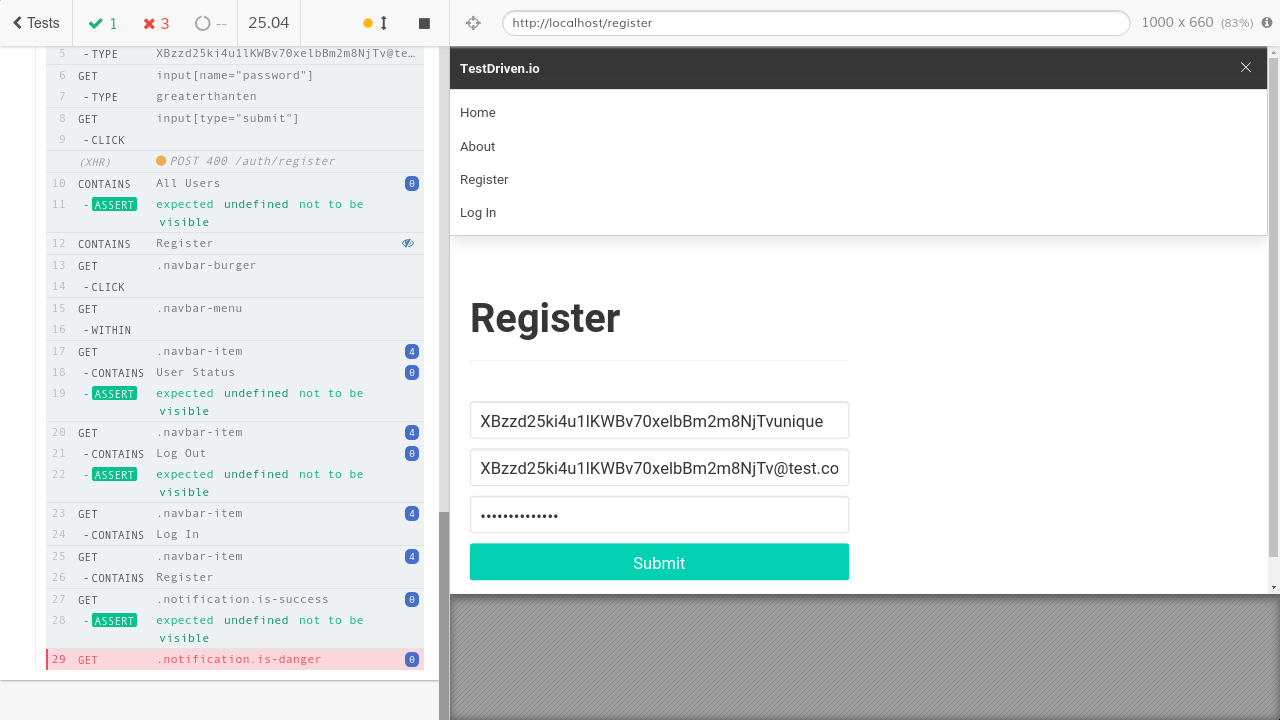 Tests
1
3
--
25.04
5 -TYPE XBzzd25ki4u1lKWBv70xelbBm2m8NjTv@te…
6 GET input[name="password"]
7 -TYPE greaterthanten
8 GET input[type="submit"]
9 -CLICK
(XHR) POST 400 /auth/register
10 CONTAINS All Users 0
11 -ASSERT expected undefined not to be
visible
12 CONTAINS Register
13 GET .navbar-burger
14 -CLICK
15 GET .navbar-menu
16 -WITHIN
17 GET .navbar-item 4
18 -CONTAINS User Status 0
19 -ASSERT expected undefined not to be
visible
20 GET .navbar-item 4
21 -CONTAINS Log Out 0
22 -ASSERT expected undefined not to be
visible
23 GET .navbar-item 4
24 -CONTAINS Log In
25 GET .navbar-item 4
26 -CONTAINS Register
27 GET .notification.is-success 0
28 -ASSERT expected undefined not to be
visible
29 GET .notification.is-danger 0
http://localhost/register
1000 x 660 (83%)
TestDriven.io
Home
About
Register
Log In
Register
XBzzd25ki4u1lKWBv70xelbBm2m8NjTvunique
XBzzd25ki4u1lKWBv70xelbBm2m8NjTv@test.co
••••••••••••••
Submit